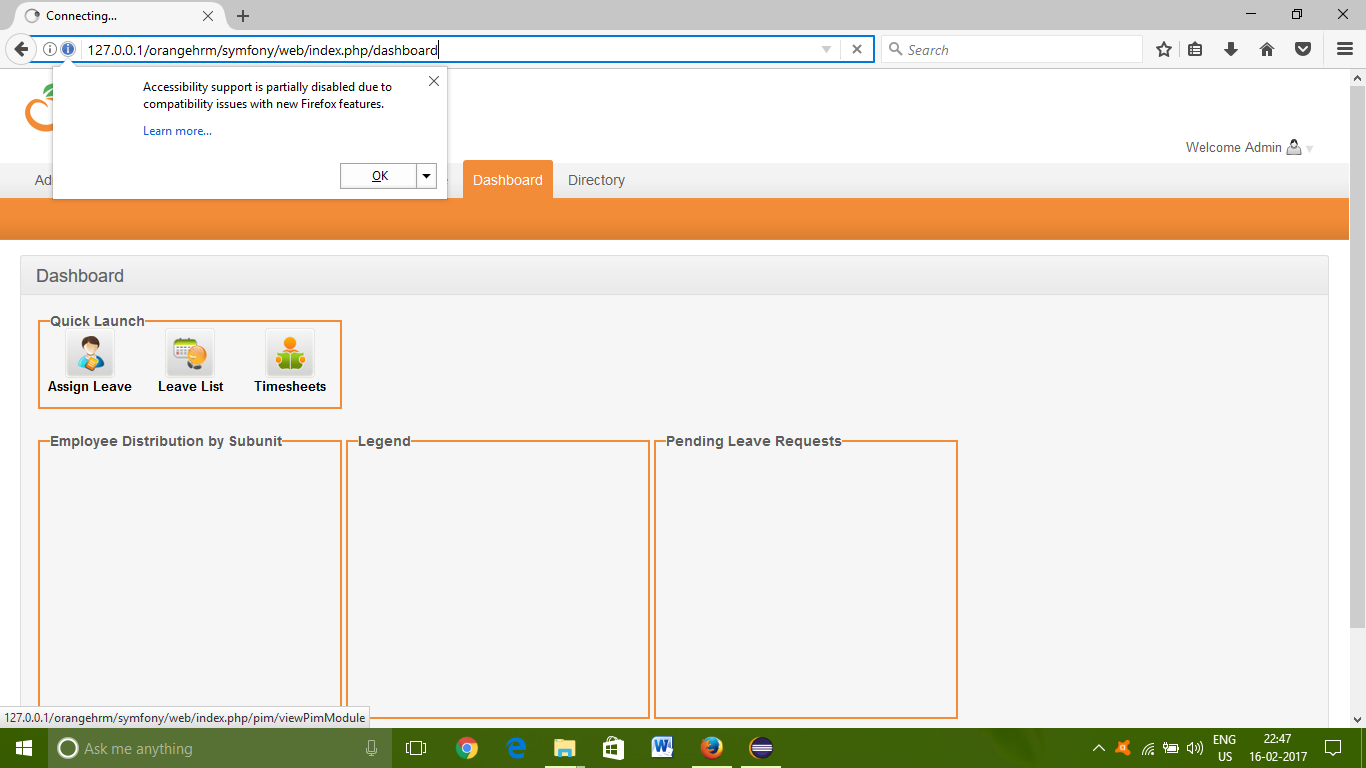 Connecting...
127.0.0.1/orangehrm/symfony/web/index.php/dashboard
Search
Accessibility support is partially disabled due to
compatibility issues with new Firefox features.
Learn more...
OK
Welcome Admin
Ad
Dashboard
Directory
Dashboard
Quick Launch
Assign Leave
Leave List
Timesheets
Employee Distribution by Subunit
Legend
Pending Leave Requests
127.0.0.1/orangehrm/symfony/web/index.php/pim/viewPimModule
Ask me anything
ENG
US
22:47
16-02-2017